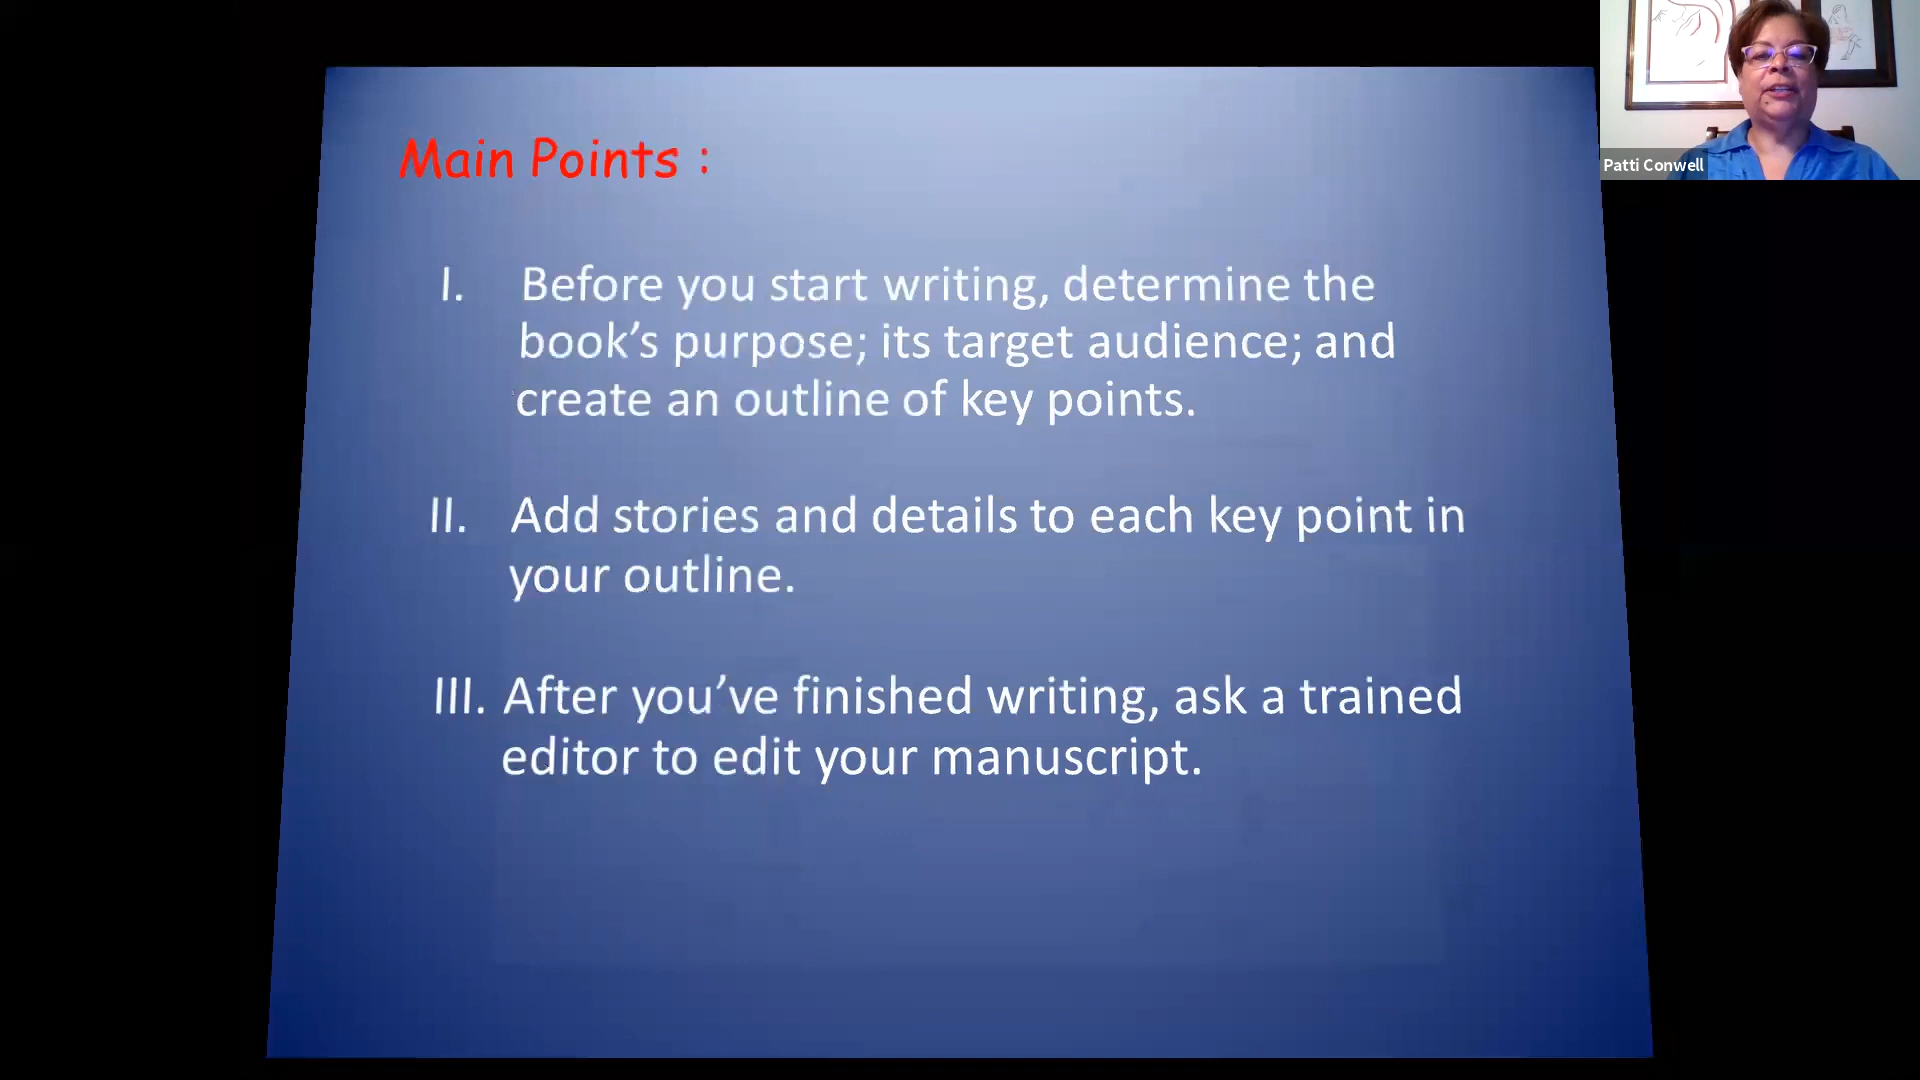 Main Points :
I. Before you start writing, determine the
book’s purpose; its target audience; and
create an outline of key points.
II. Add stories and details to each key point in
your outline.
III. After you’ve finished writing, ask a trained
editor to edit your manuscript.
Patti Conwell